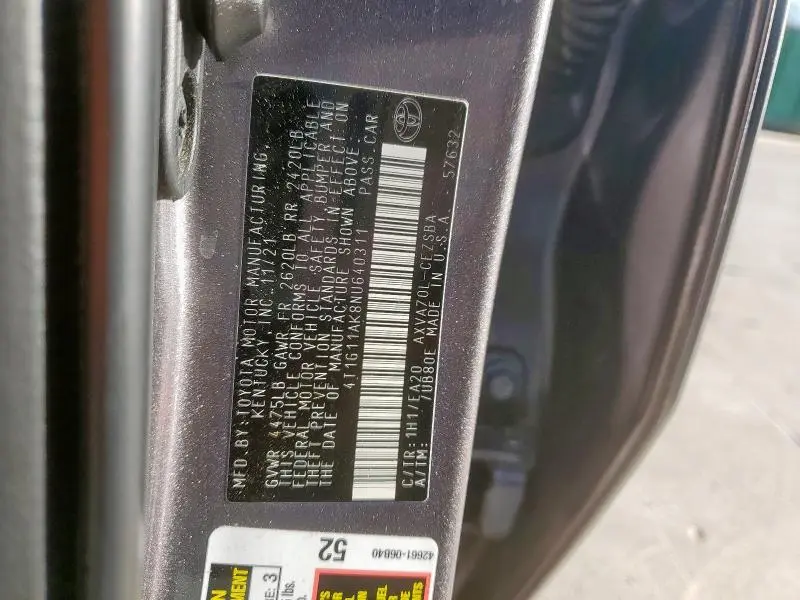 MFD.BY:TOYOTA MOTOR MANUFACTURING,
KENTUCKY, INC. 11/21
GVWR 4475LB GAWR FR 2620LB RR 2420LB
THIS VEHICLE CONFORMS TO ALL APPLICABLE
FEDERAL MOTOR VEHICLE SAFETY, BUMPER, AND
THEFT PREVENTION STANDARDS IN EFFECT ON
THE DATE OF MANUFACTURE SHOWN ABOVE.
4T1G11AK8NU640311 PASS.CAR
C/TR:1H1/EA20 AXVA70L-CEZSBA
A/TM: /UB80E MADE IN U.S.A. 57632
52
42661-06B40